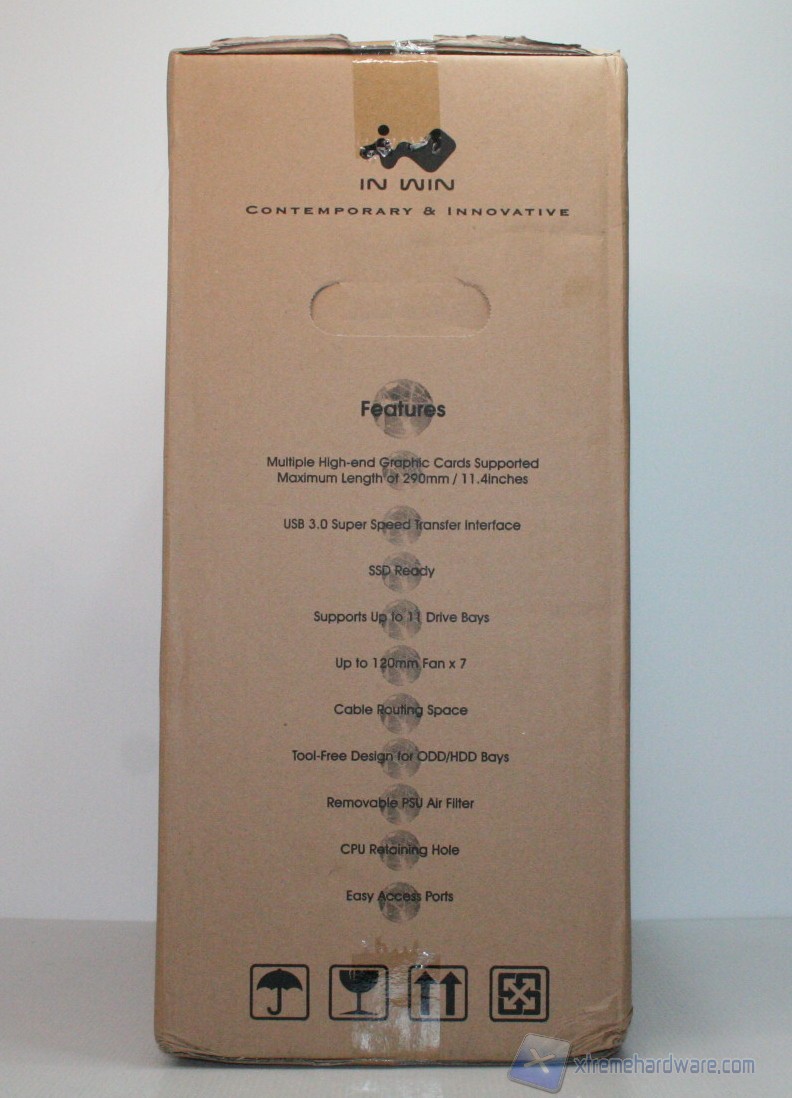 IN WIN
CONTEMPORARY & INNOVATIVE
Features
Multiple High-end Graphic Cards Supported
Maximum Length of 290mm / 11.4inches
USB 3.0 Super Speed Transfer Interface
SSD Ready
Supports Up to 11 Drive Bays
Up to 120mm Fan x 7
Cable Routing Space
Tool-Free Design for ODD/HDD Bays
Removable PSU Air Filter
CPU Retaining Hole
Easy Access Ports
xtremehardware.com